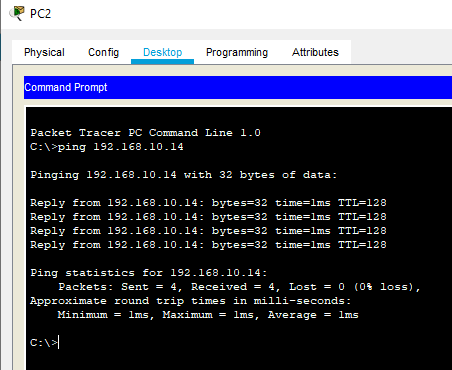 PC2
Physical Config Desktop Programming Attributes
Command Prompt
Packet Tracer PC Command Line 1.0
C:\>ping 192.168.10.14
Pinging 192.168.10.14 with 32 bytes of data:
Reply from 192.168.10.14: bytes=32 time=1ms TTL=128
Reply from 192.168.10.14: bytes=32 time=1ms TTL=128
Reply from 192.168.10.14: bytes=32 time=1ms TTL=128
Reply from 192.168.10.14: bytes=32 time=1ms TTL=128
Ping statistics for 192.168.10.14:
    Packets: Sent = 4, Received = 4, Lost = 0 (0% loss),
Approximate round trip times in milli-seconds:
    Minimum = 1ms, Maximum = 1ms, Average = 1ms
C:\>